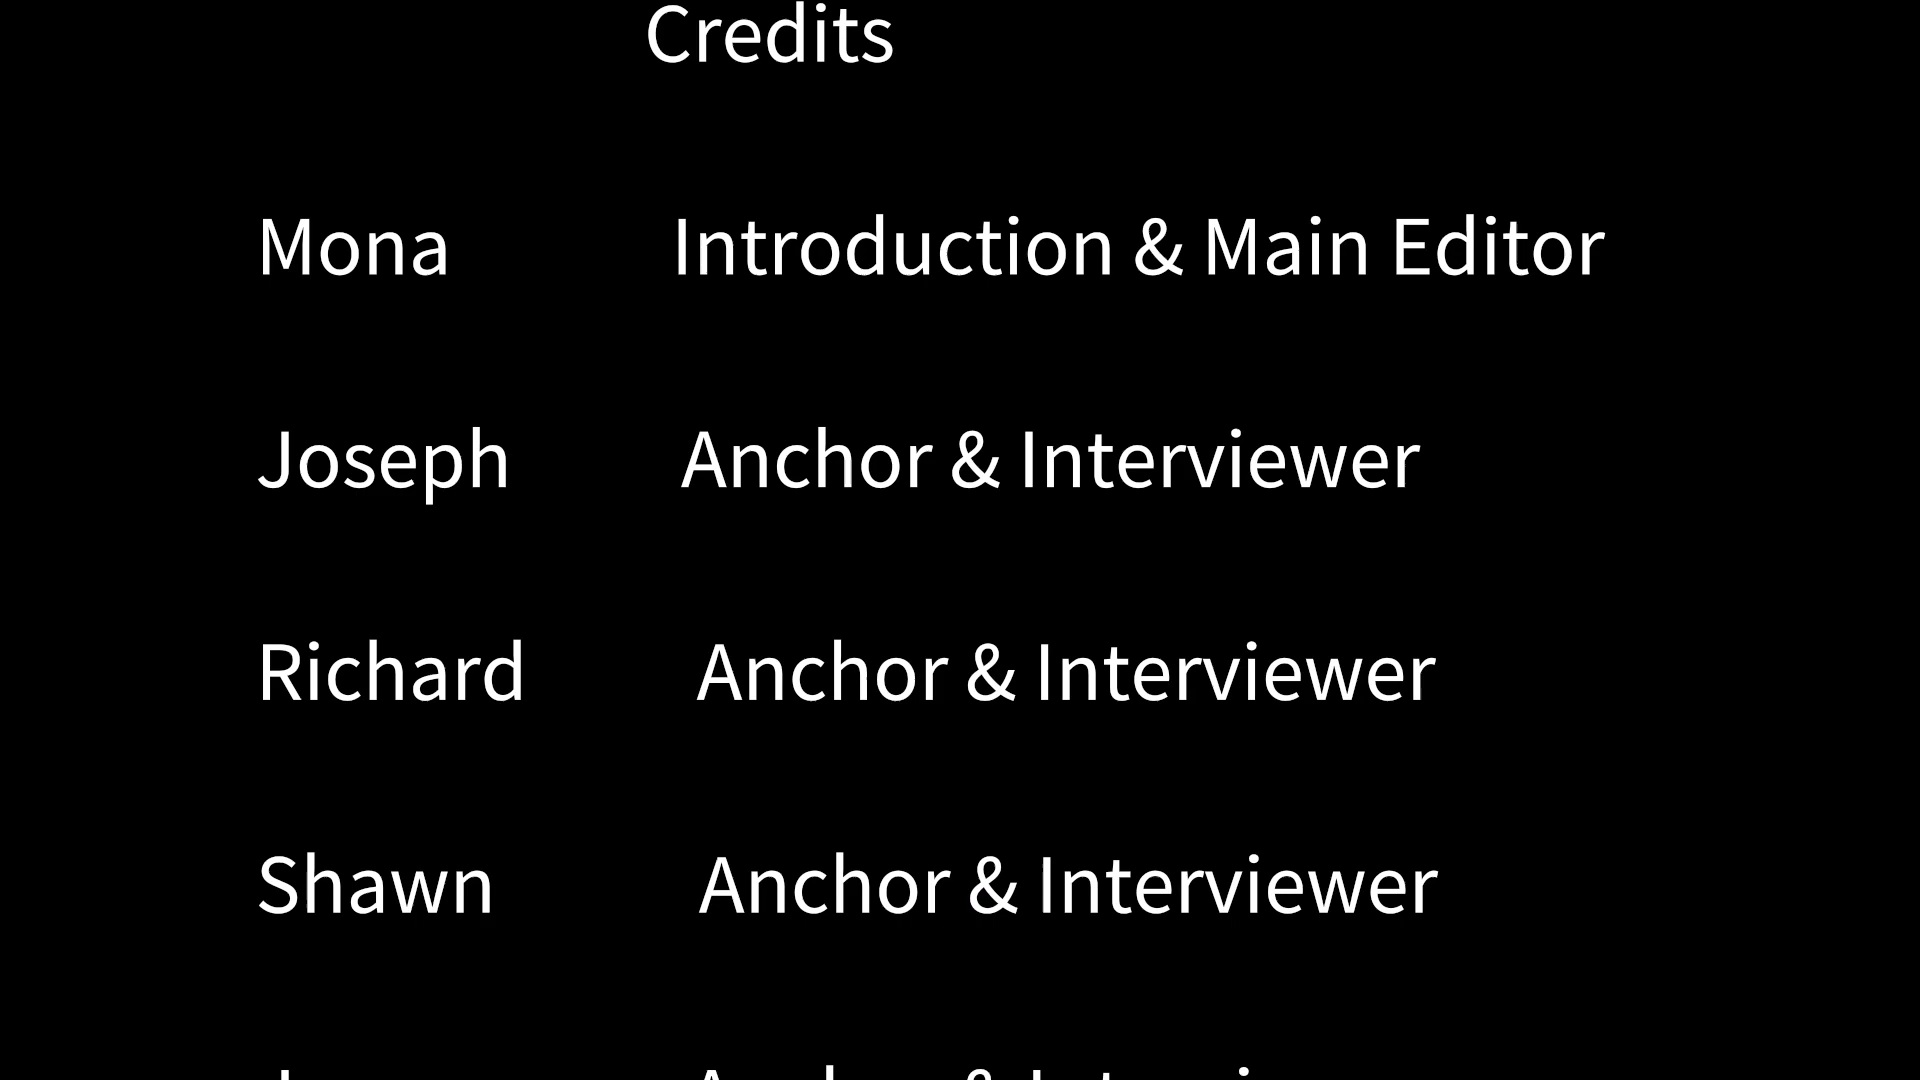 Credits
Mona Introduction & Main Editor
Joseph Anchor & Interviewer
Richard Anchor & Interviewer
Shawn Anchor & Interviewer